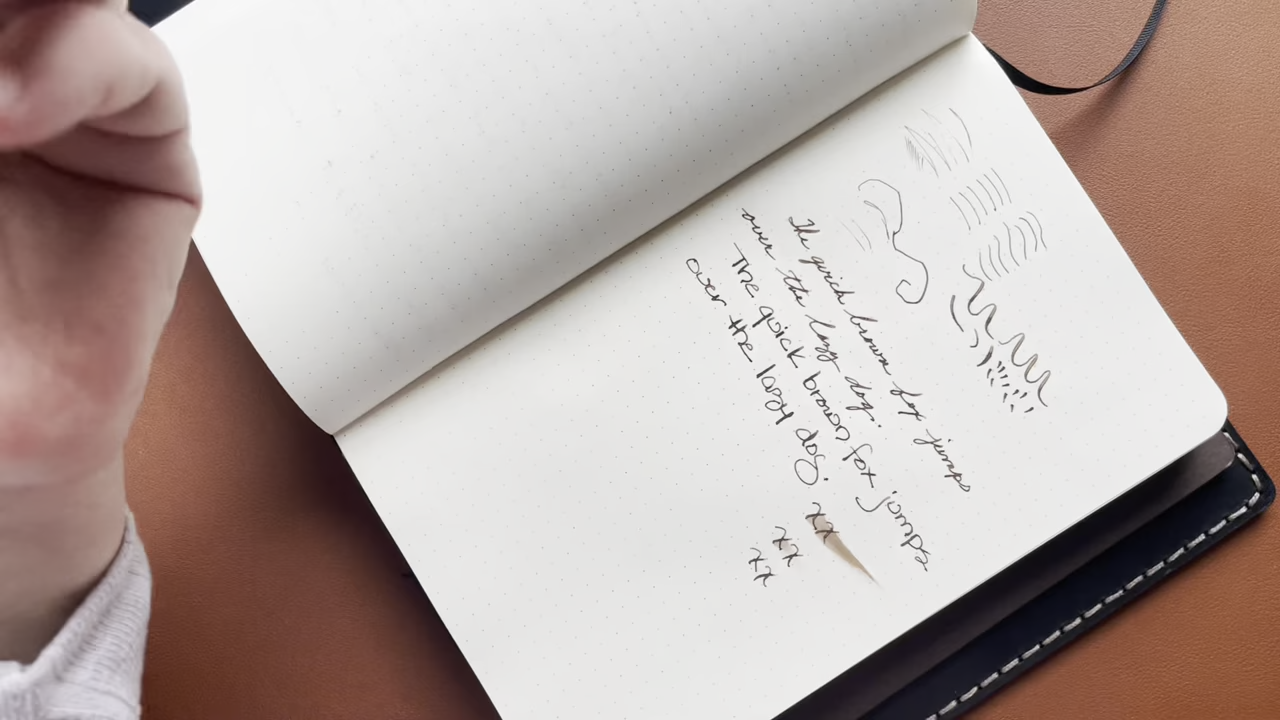 The quick brown fox jumps
over the lazy dog.
The quick brown fox jumps
over the lazy dog.
xx
xx
xx